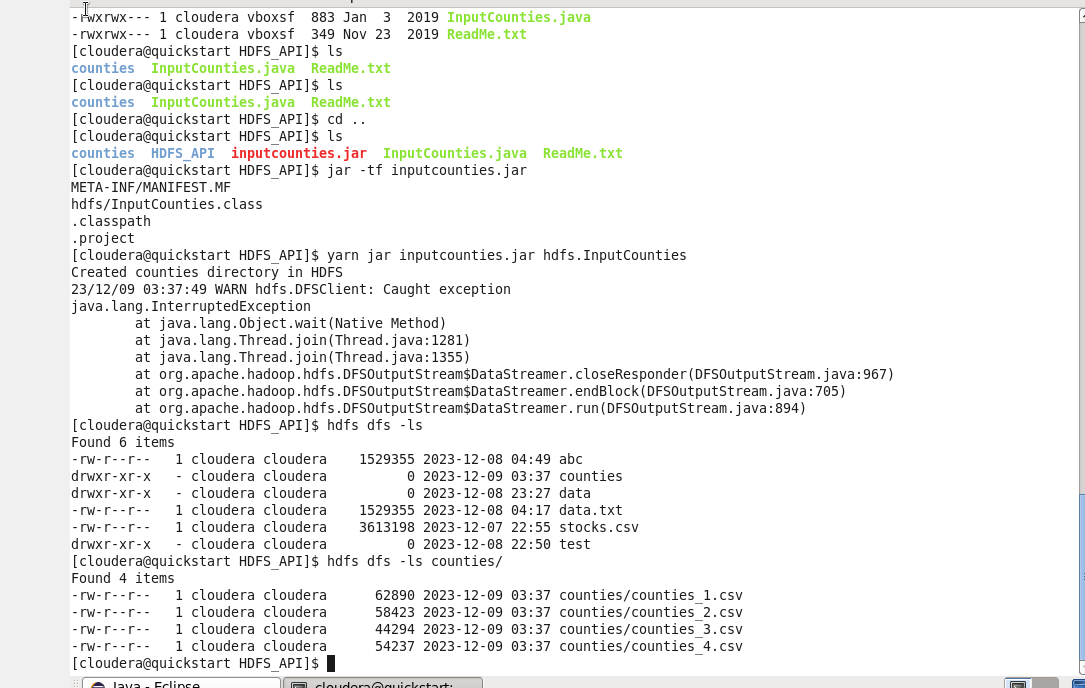 -rwxrwx--- 1 cloudera vboxsf  883 Jan  3  2019 InputCounties.java
-rwxrwx--- 1 cloudera vboxsf  349 Nov 23  2019 ReadMe.txt
[cloudera@quickstart HDFS_API]$ ls
counties  InputCounties.java  ReadMe.txt
[cloudera@quickstart HDFS_API]$ ls
counties  InputCounties.java  ReadMe.txt
[cloudera@quickstart HDFS_API]$ cd ..
[cloudera@quickstart HDFS_API]$ ls
counties  HDFS_API  inputcounties.jar  InputCounties.java  ReadMe.txt
[cloudera@quickstart HDFS_API]$ jar -tf inputcounties.jar
META-INF/MANIFEST.MF
hdfs/InputCounties.class
.classpath
.project
[cloudera@quickstart HDFS_API]$ yarn jar inputcounties.jar hdfs.InputCounties
Created counties directory in HDFS
23/12/09 03:37:49 WARN hdfs.DFSClient: Caught exception
java.lang.InterruptedException
        at java.lang.Object.wait(Native Method)
        at java.lang.Thread.join(Thread.java:1281)
        at java.lang.Thread.join(Thread.java:1355)
        at org.apache.hadoop.hdfs.DFSOutputStream$DataStreamer.closeResponder(DFSOutputStream.java:967)
        at org.apache.hadoop.hdfs.DFSOutputStream$DataStreamer.endBlock(DFSOutputStream.java:705)
        at org.apache.hadoop.hdfs.DFSOutputStream$DataStreamer.run(DFSOutputStream.java:894)
[cloudera@quickstart HDFS_API]$ hdfs dfs -ls
Found 6 items
-rw-r--r--   1 cloudera cloudera    1529355 2023-12-08 04:49 abc
drwxr-xr-x   - cloudera cloudera          0 2023-12-09 03:37 counties
drwxr-xr-x   - cloudera cloudera          0 2023-12-08 23:27 data
-rw-r--r--   1 cloudera cloudera    1529355 2023-12-08 04:17 data.txt
-rw-r--r--   1 cloudera cloudera    3613198 2023-12-07 22:55 stocks.csv
drwxr-xr-x   - cloudera cloudera          0 2023-12-08 22:50 test
[cloudera@quickstart HDFS_API]$ hdfs dfs -ls counties/
Found 4 items
-rw-r--r--   1 cloudera cloudera      62890 2023-12-09 03:37 counties/counties_1.csv
-rw-r--r--   1 cloudera cloudera      58423 2023-12-09 03:37 counties/counties_2.csv
-rw-r--r--   1 cloudera cloudera      44294 2023-12-09 03:37 counties/counties_3.csv
-rw-r--r--   1 cloudera cloudera      54237 2023-12-09 03:37 counties/counties_4.csv
[cloudera@quickstart HDFS_API]$
Java - Eclipse  cloudera@quickstart: